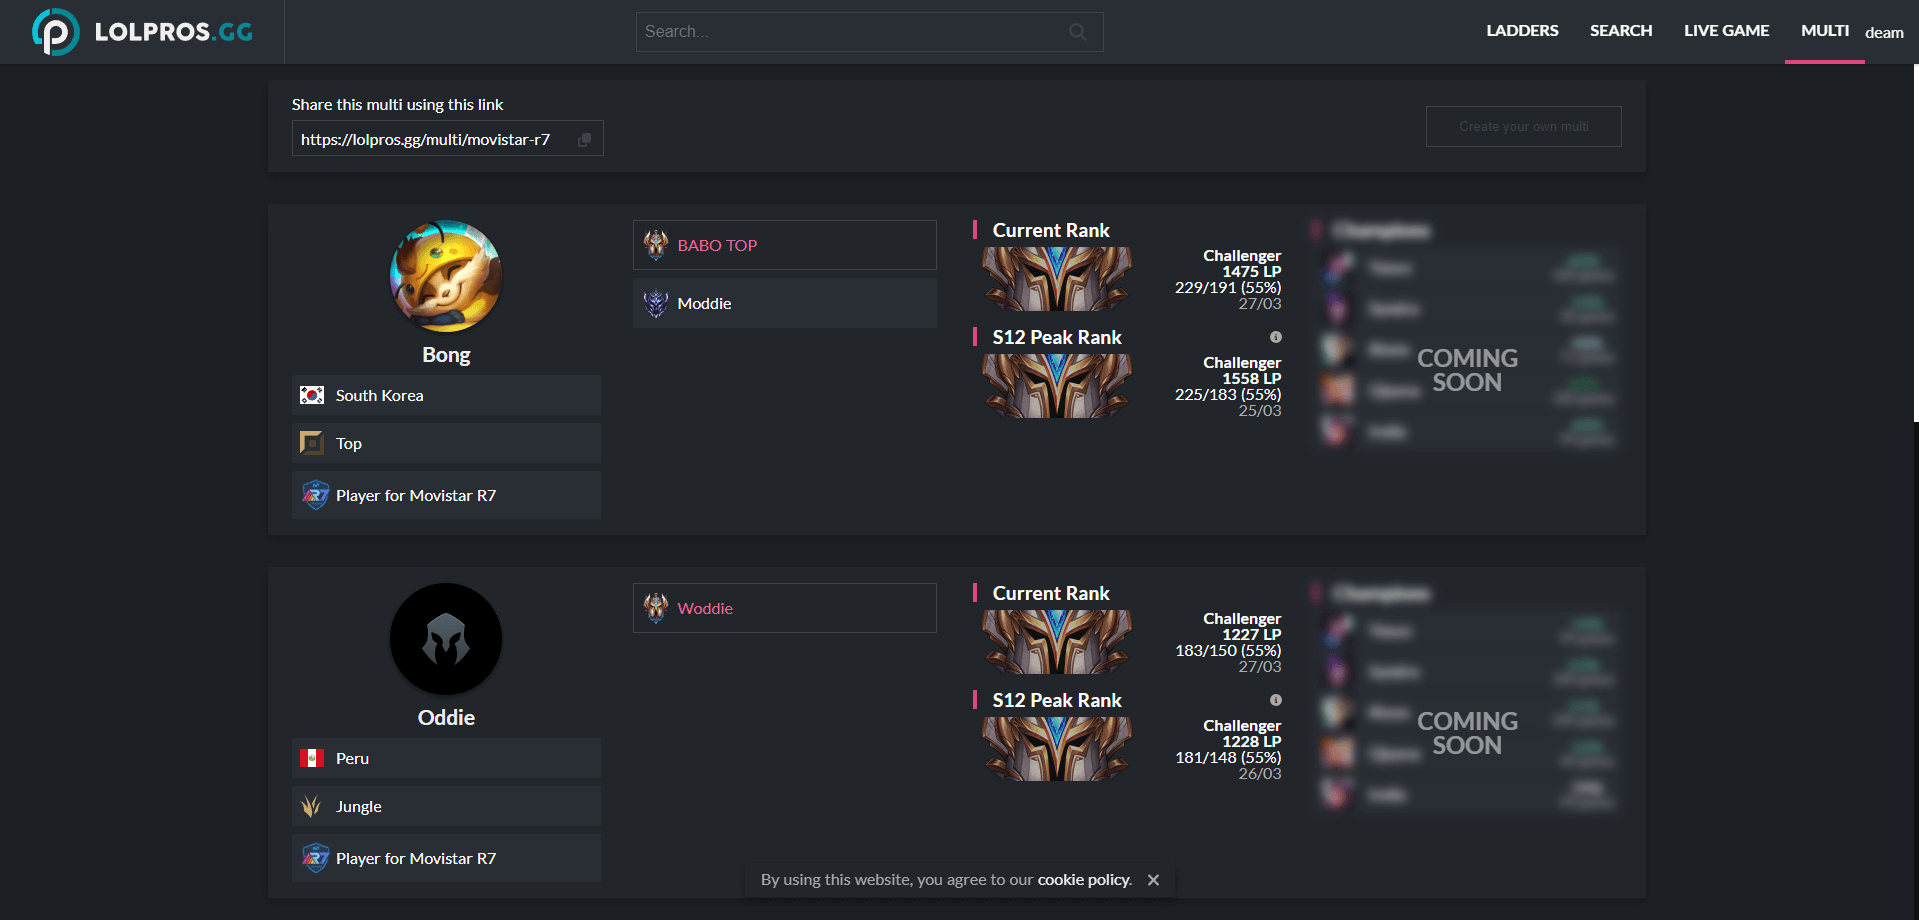 LOLPROS.GG
Search...
LADDERS
SEARCH
LIVE GAME
MULTI
deam
Share this multi using this link
https://lolpros.gg/multi/movistar-r7
Create your own multi
Bong
South Korea
Top
R7
Player for Movistar R7
BABO TOP
Moddie
Current Rank
Challenger
1475 LP
229/191 (55%)
27/03
S12 Peak Rank
Challenger
1558 LP
225/183 (55%)
25/03
Champions
COMING
SOON
Oddie
Peru
Jungle
R7
Player for Movistar R7
Woddie
Current Rank
Challenger
1227 LP
183/150 (55%)
27/03
S12 Peak Rank
Challenger
1228 LP
181/148 (55%)
26/03
Champions
COMING
SOON
By using this website, you agree to our cookie policy.